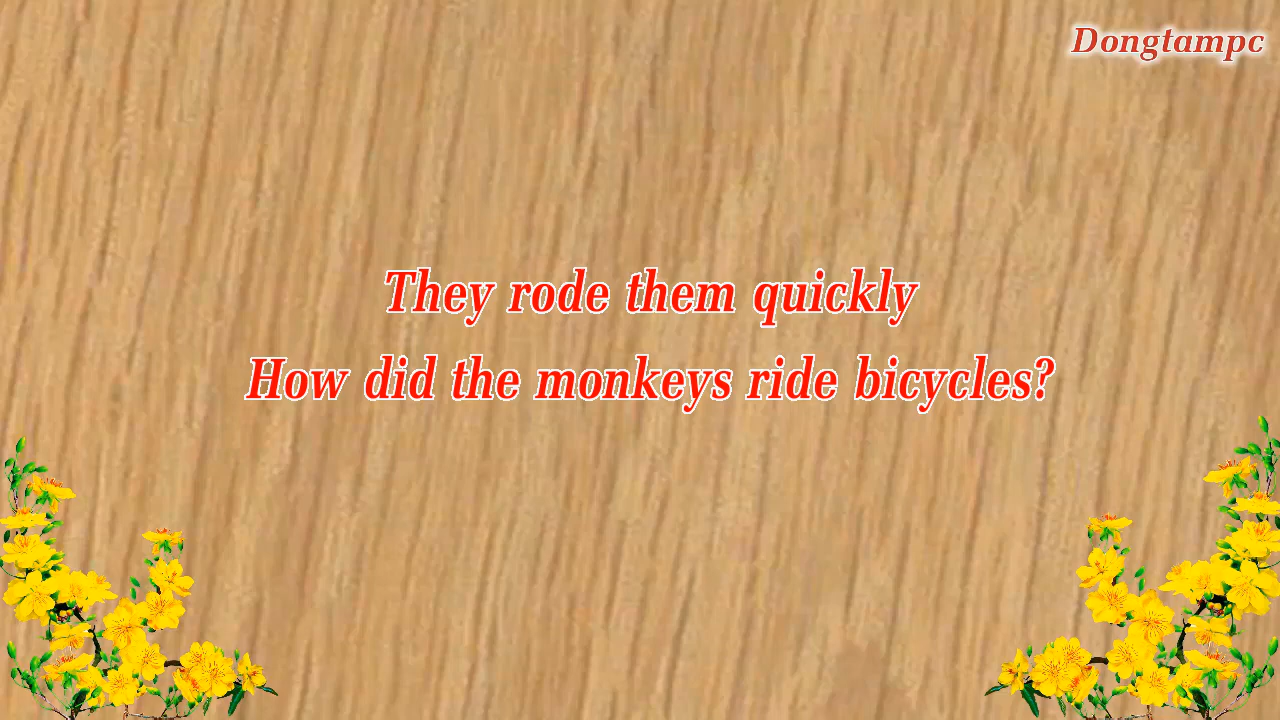 Dongtampc
They rode them quickly
How did the monkeys ride bicycles?